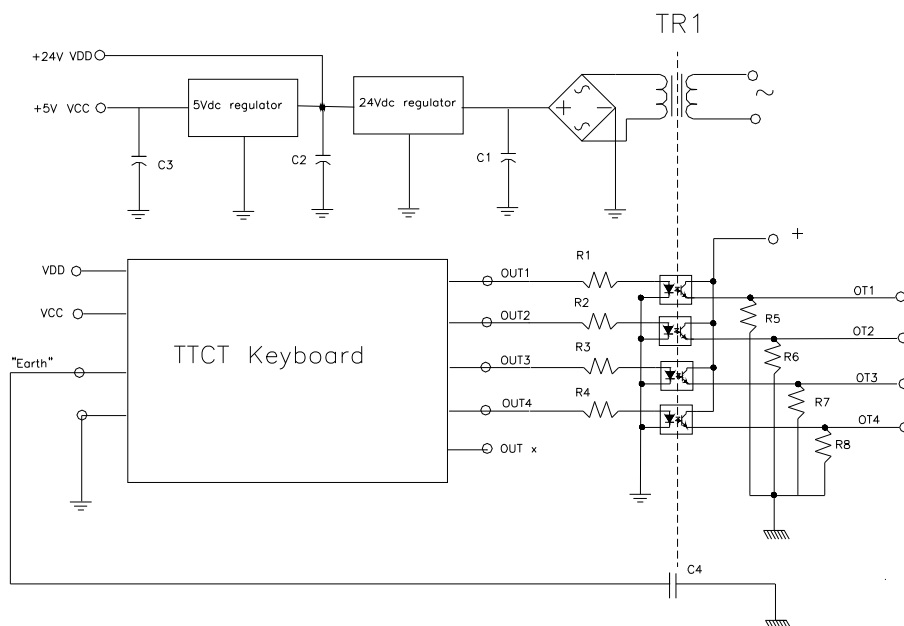 TR1
+24V VDD
+5V VCC
5Vdc regulator
24Vdc regulator
C3
C2
C1
+
VDD
VCC
"Earth"
TTCT Keyboard
OUT1
OUT2
OUT3
OUT4
OUT x
R1
R2
R3
R4
OT1
R5
OT2
R6
OT3
R7
OT4
R8
C4